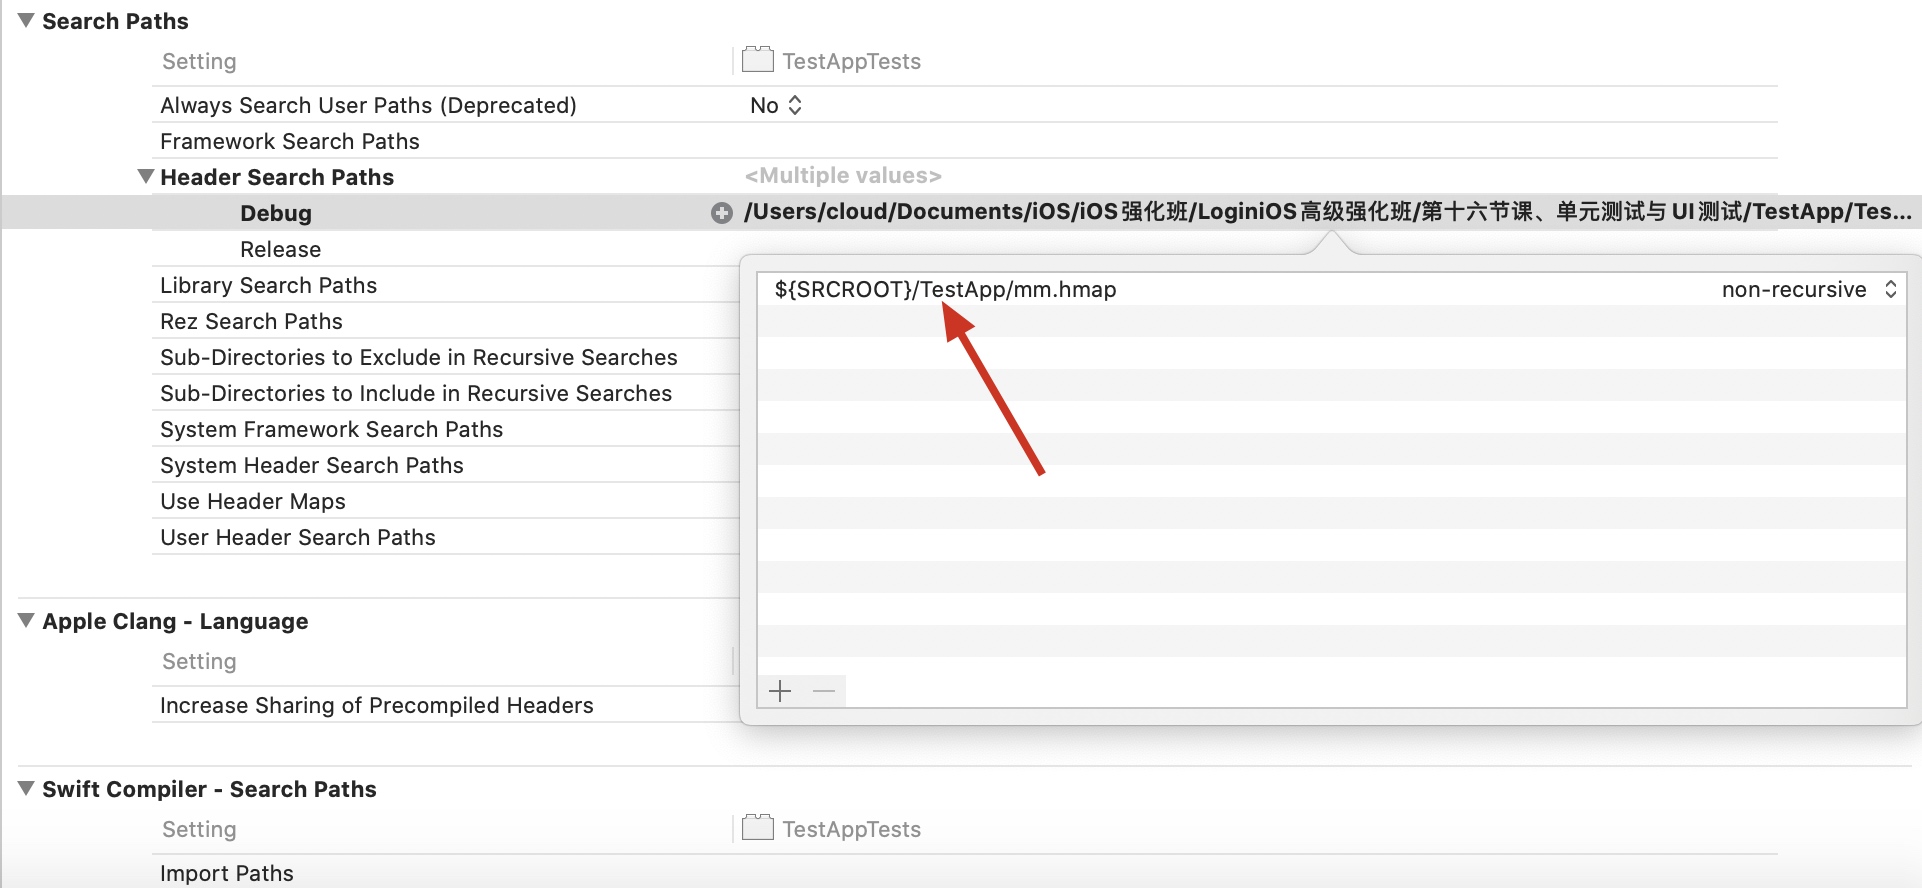 Search Paths
Setting TestAppTests
Always Search User Paths (Deprecated) No
Framework Search Paths
Header Search Paths <Multiple values>
Debug /Users/cloud/Documents/iOS/iOS强化班/LoginiOS高级强化班/第十六节课、单元测试与UI测试/TestApp/Tes...
Release
${SRCROOT}/TestApp/mm.hmap non-recursive
Library Search Paths
Rez Search Paths
Sub-Directories to Exclude in Recursive Searches
Sub-Directories to Include in Recursive Searches
System Framework Search Paths
System Header Search Paths
Use Header Maps
User Header Search Paths
Apple Clang - Language
Setting
Increase Sharing of Precompiled Headers
Swift Compiler - Search Paths
Setting TestAppTests
Import Paths